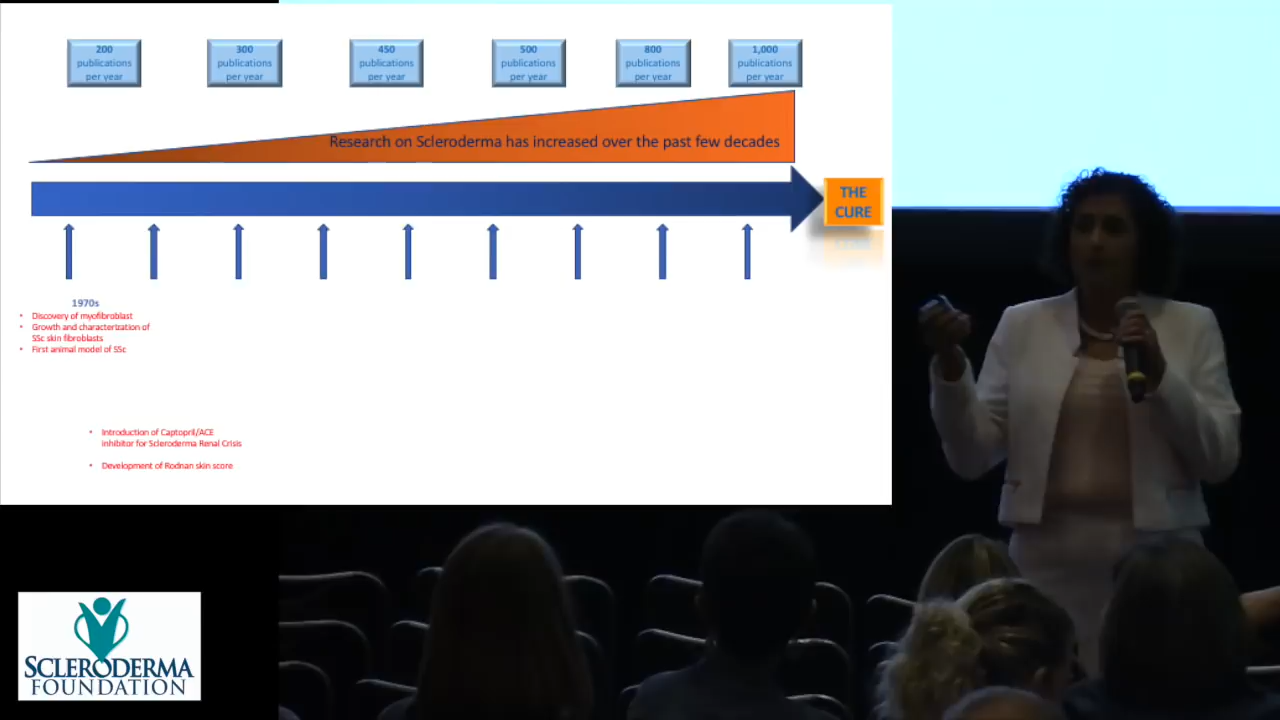 200
publications
per year
300
publications
per year
450
publications
per year
500
publications
per year
800
publications
per year
1,000
publications
per year
Research on Scleroderma has increased over the past few decades
THE
CURE
1970s
• Discovery of myofibroblast
• Growth and characterization of
SSc skin fibroblasts
• First animal model of SSc
• Introduction of Captopril/ACE
inhibitor for Scleroderma Renal Crisis
• Development of Rodnan skin score
SCLERODERMA
FOUNDATION